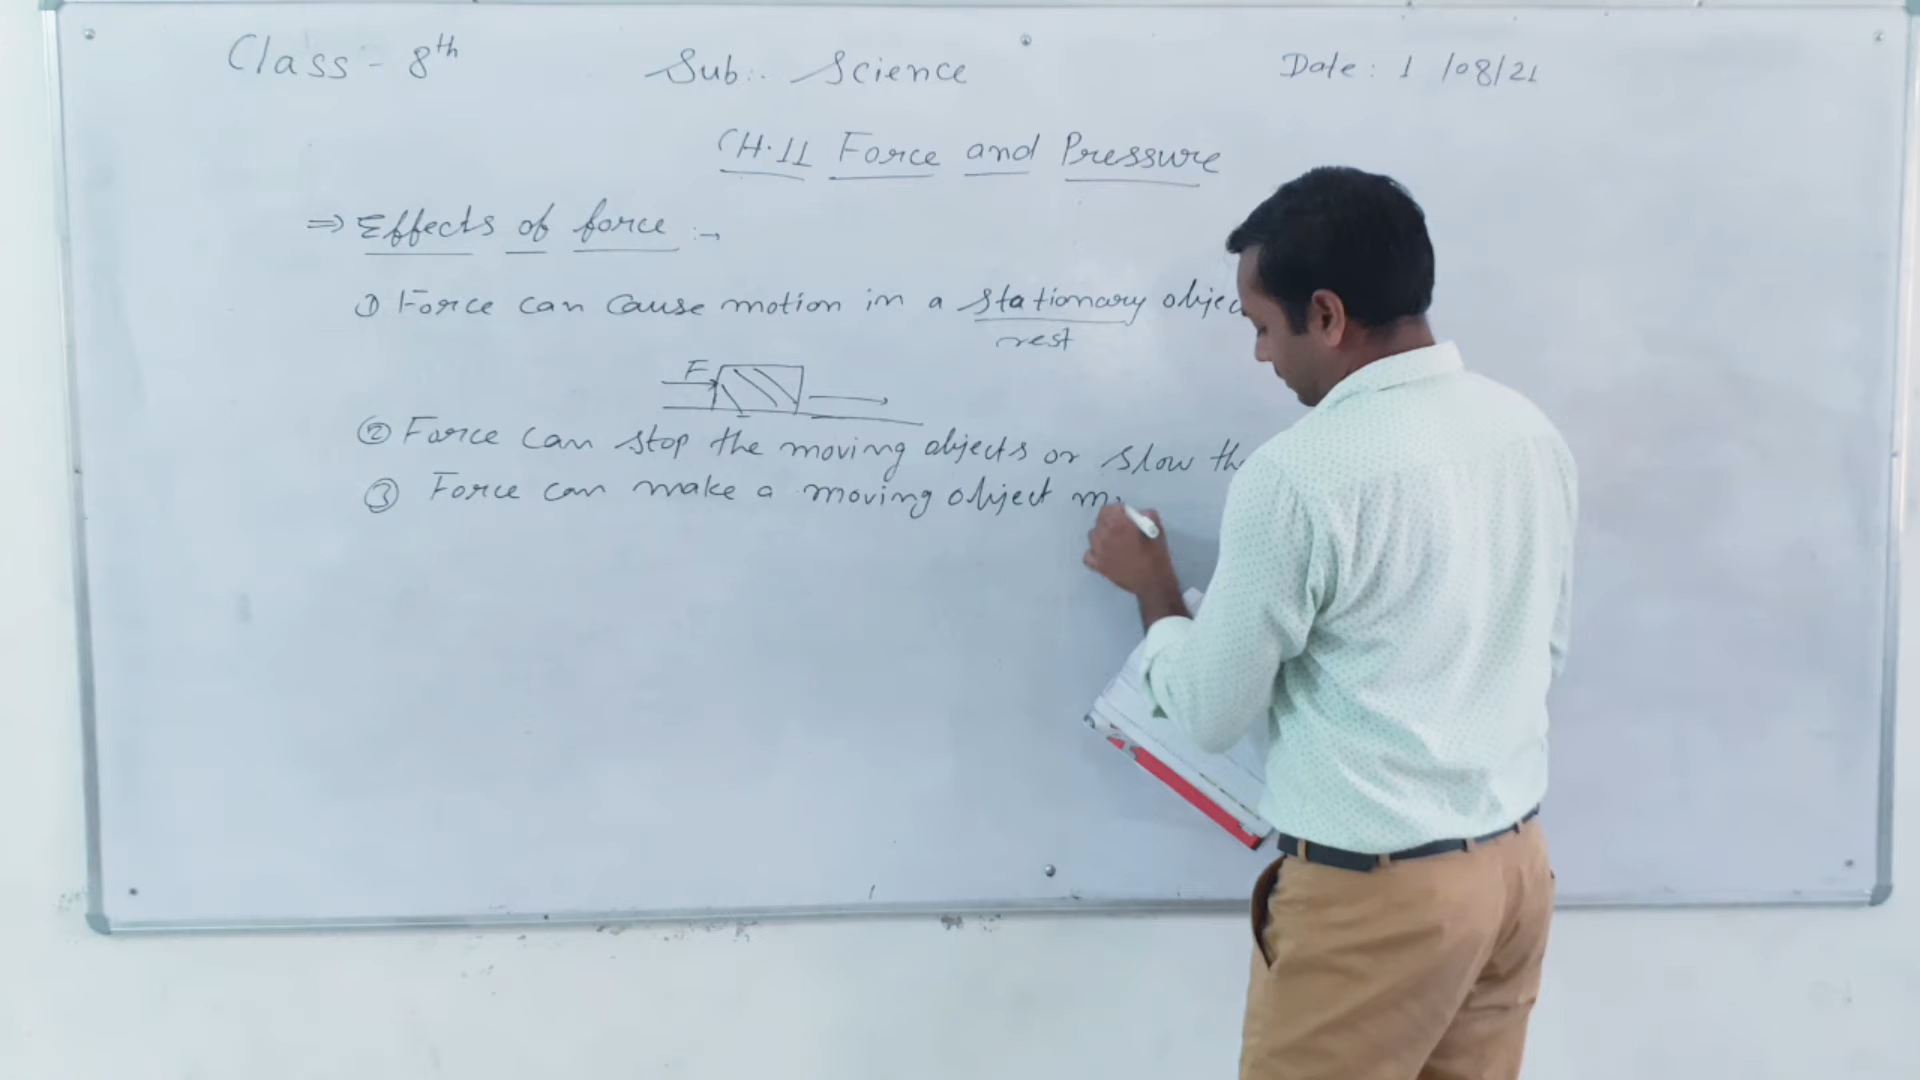 Class - 8th
Sub:. Science
Date: 1 /08/21
CH.11 Force and Pressure
⇒ Effects of force :→
① Force can cause motion in a stationary objec
rest
F
② Force can stop the moving objects or slow th
③ Force can make a moving object m